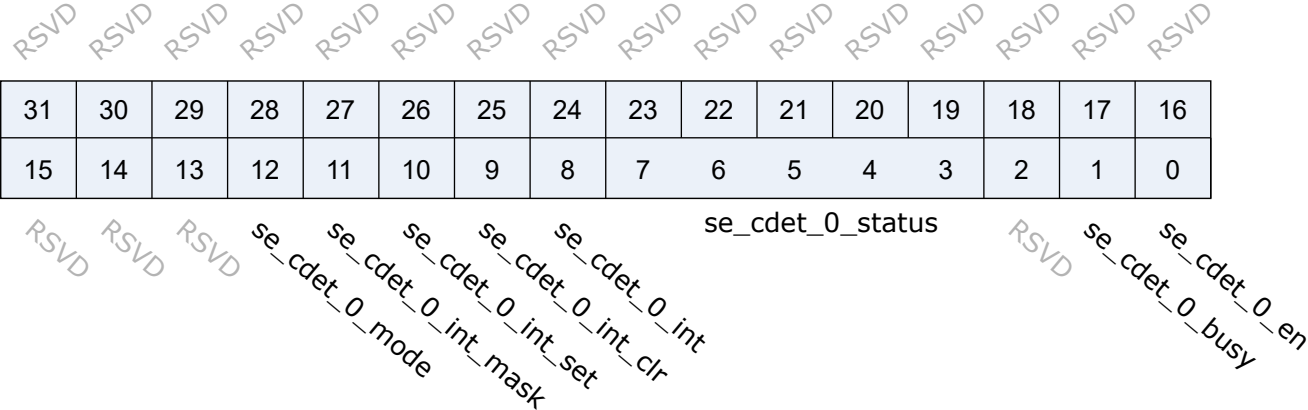 RSVD RSVD RSVD RSVD RSVD RSVD RSVD RSVD RSVD RSVD RSVD RSVD RSVD RSVD RSVD RSVD
31 30 29 28 27 26 25 24 23 22 21 20 19 18 17 16
15 14 13 12 11 10 9 8 7 6 5 4 3 2 1 0
RSVD RSVD RSVD se_cdet_0_mode se_cdet_0_int_mask se_cdet_0_int_set se_cdet_0_int_clr se_cdet_0_int se_cdet_0_status RSVD se_cdet_0_busy se_cdet_0_en